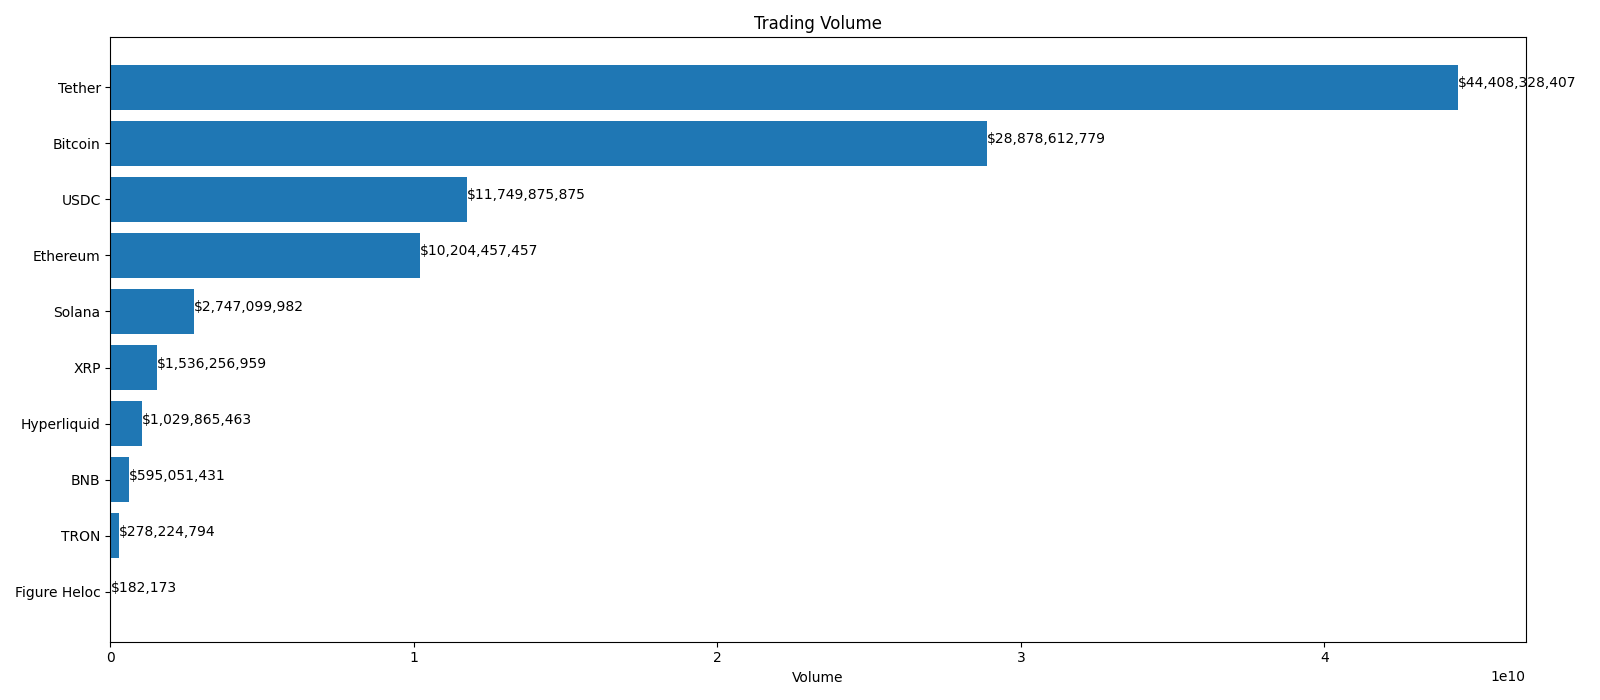 Trading Volume
Tether $44,408,328,407
Bitcoin $28,878,612,779
USDC $11,749,875,875
Ethereum $10,204,457,457
Solana $2,747,099,982
XRP $1,536,256,959
Hyperliquid $1,029,865,463
BNB $595,051,431
TRON $278,224,794
Figure Heloc $182,173
0 1 2 3 4
Volume 1e10